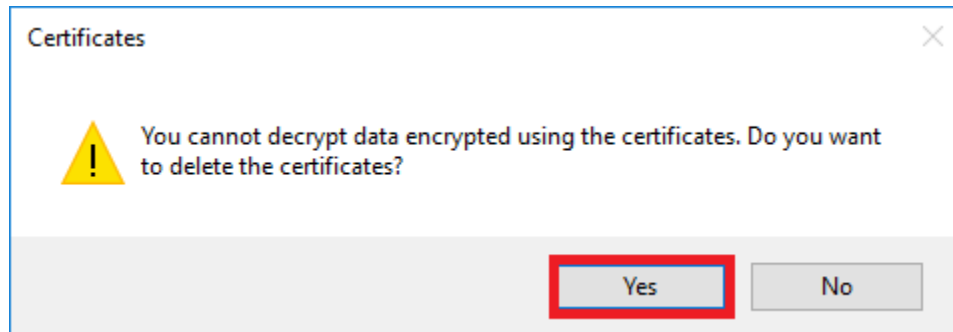 Certificates
You cannot decrypt data encrypted using the certificates. Do you want
to delete the certificates?
Yes
No